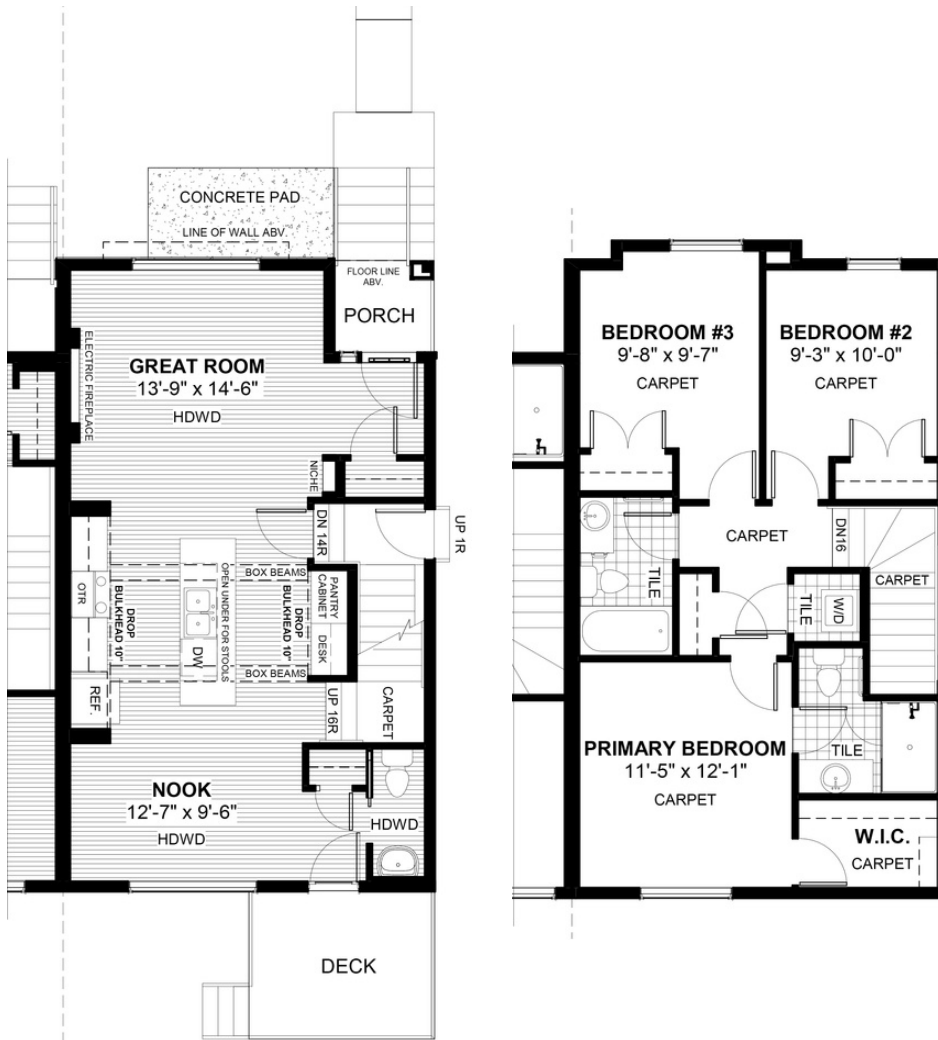 CONCRETE PAD
LINE OF WALL ABV.
FLOOR LINE
ABV.
PORCH
ELECTRIC FIREPLACE
GREAT ROOM
13'-9" x 14'-6"
HDWD
NICHE
DN 14R
UP 1R
BOX BEAMS
OTR
DROP
BULKHEAD 10"
OPEN UNDER FOR STOOLS
DW
DROP
BULKHEAD 10"
PANTRY
CABINET
DESK
BOX BEAMS
REF.
UP 16R
CARPET
NOOK
12'-7" x 9'-6"
HDWD
HDWD
DECK
BEDROOM #3
9'-8" x 9'-7"
CARPET
BEDROOM #2
9'-3" x 10'-0"
CARPET
CARPET
DN16
CARPET
TILE
TILE
W/D
PRIMARY BEDROOM
11'-5" x 12'-1"
CARPET
TILE
W.I.C.
CARPET